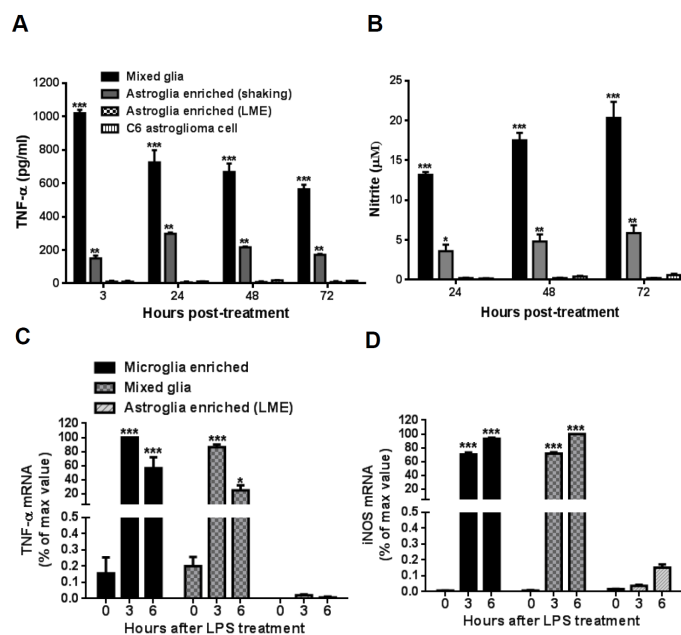 A
B
Mixed glia
Astroglia enriched (shaking)
Astroglia enriched (LME)
C6 astroglioma cell
TNF-α (pg/ml)
1200
1000
800
600
400
200
0
***
**
***
**
***
**
***
**
3 24 48 72
Hours post-treatment
Nitrite (μM)
25
20
15
10
5
0
***
*
***
**
***
**
24 48 72
Hours post-treatment
C
D
Microglia enriched
Mixed glia
Astroglia enriched (LME)
TNF-α mRNA
(% of max value)
100
80
60
40
20
0.5
0.4
0.3
0.2
0.1
0.0
***
***
***
*
0 3 6 0 3 6 0 3 6
Hours after LPS treatment
iNOS mRNA
(% of max value)
100
80
60
40
20
0.5
0.4
0.3
0.2
0.1
0.0
***
***
***
***
0 3 6 0 3 6 0 3 6
Hours after LPS treatment